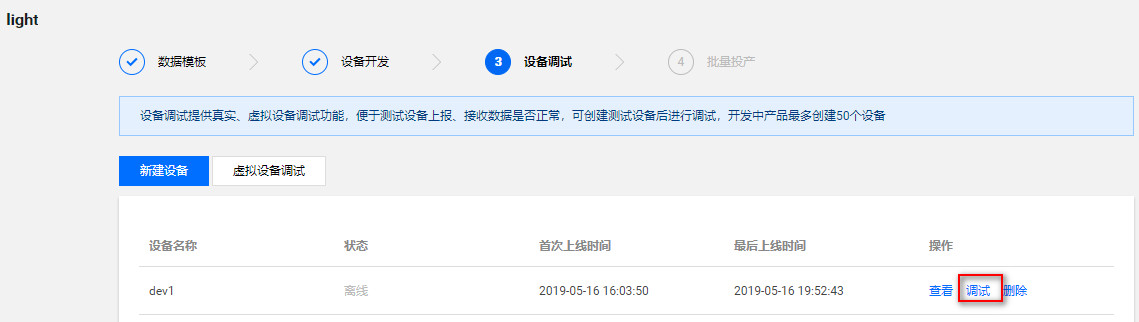 light
数据模板 设备开发 3 设备调试 4 批量投产
设备调试提供真实、虚拟设备调试功能，便于测试设备上报、接收数据是否正常，可创建测试设备后进行调试，开发中产品最多创建50个设备
新建设备 虚拟设备调试
设备名称 状态 首次上线时间 最后上线时间 操作
dev1 离线 2019-05-16 16:03:50 2019-05-16 19:52:43 查看 调试 删除